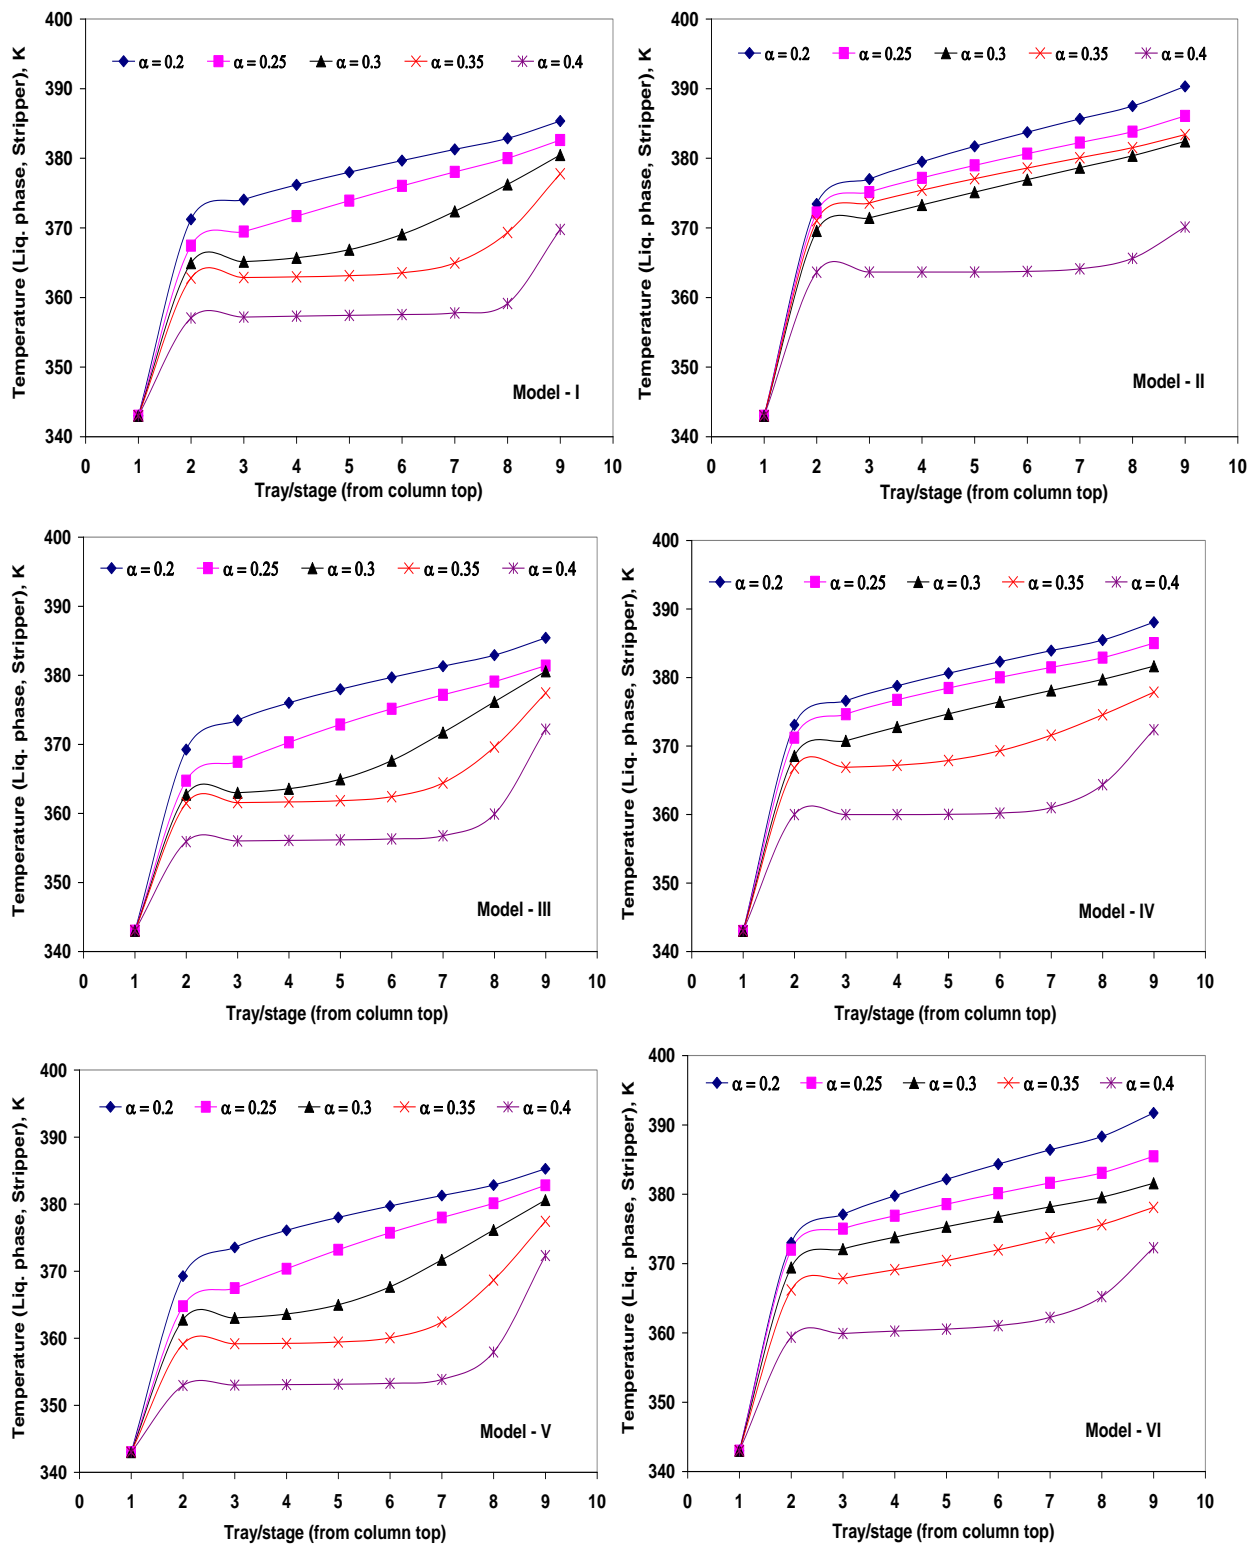 Temperature (Liq. phase, Stripper), K
400
390
380
370
360
350
340
α = 0.2 α = 0.25 α = 0.3 α = 0.35 α = 0.4
Model - I
0 1 2 3 4 5 6 7 8 9 10
Tray/stage (from column top)
Temperature (Liq. phase, Stripper), K
400
390
380
370
360
350
340
α = 0.2 α = 0.25 α = 0.3 α = 0.35 α = 0.4
Model - II
0 1 2 3 4 5 6 7 8 9 10
Tray/stage (from column top)
Temperature (Liq. phase, Stripper), K
400
390
380
370
360
350
340
α = 0.2 α = 0.25 α = 0.3 α = 0.35 α = 0.4
Model - III
0 1 2 3 4 5 6 7 8 9 10
Tray/stage (from column top)
Temperature (Liq. phase, Stripper), K
400
390
380
370
360
350
340
α = 0.2 α = 0.25 α = 0.3 α = 0.35 α = 0.4
Model - IV
0 1 2 3 4 5 6 7 8 9 10
Tray/stage (from column top)
Temperature (Liq. phase, Stripper), K
400
390
380
370
360
350
340
α = 0.2 α = 0.25 α = 0.3 α = 0.35 α = 0.4
Model - V
0 1 2 3 4 5 6 7 8 9 10
Tray/stage (from column top)
Temperature (Liq. phase, Stripper), K
400
390
380
370
360
350
340
α = 0.2 α = 0.25 α = 0.3 α = 0.35 α = 0.4
Model - VI
0 1 2 3 4 5 6 7 8 9 10
Tray/stage (from column top)